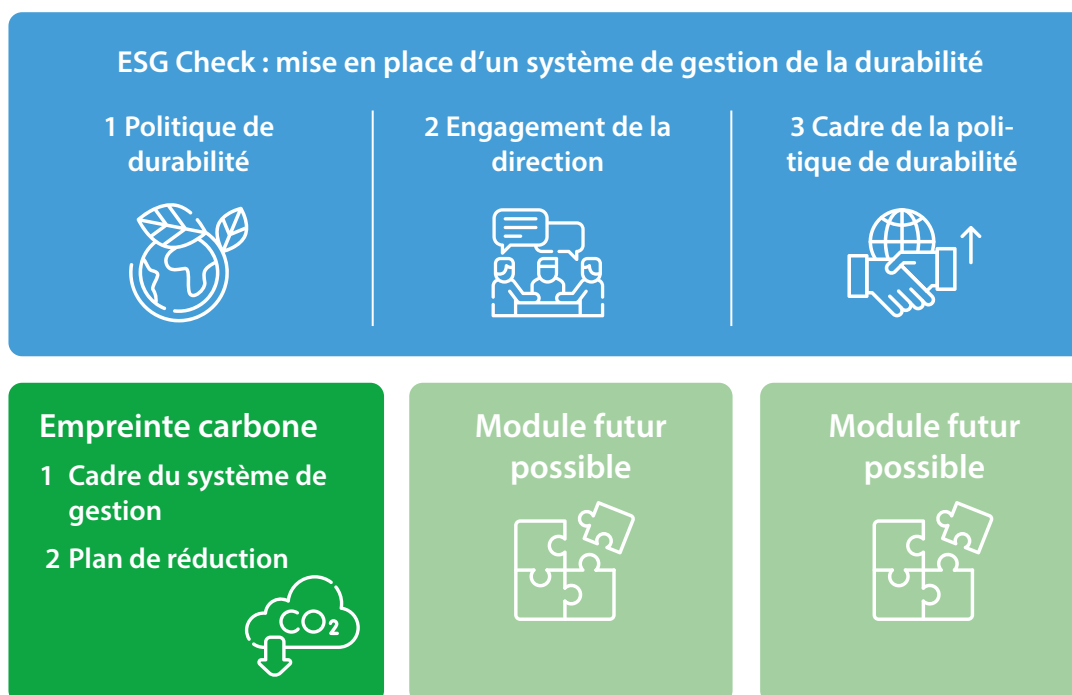 ESG Check : mise en place d’un système de gestion de la durabilité
1 Politique de
durabilité
2 Engagement de la
direction
3 Cadre de la poli-
tique de durabilité
Empreinte carbone
1 Cadre du système de
gestion
2 Plan de réduction
CO2
Module futur
possible
Module futur
possible